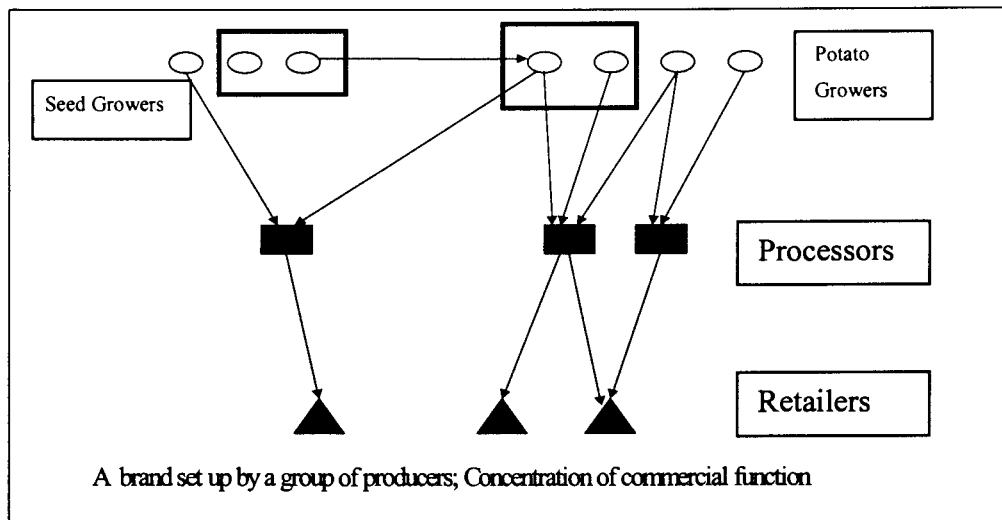 Seed Growers
Potato
Growers
Processors
Retailers
A brand set up by a group of producers; Concentration of commercial function